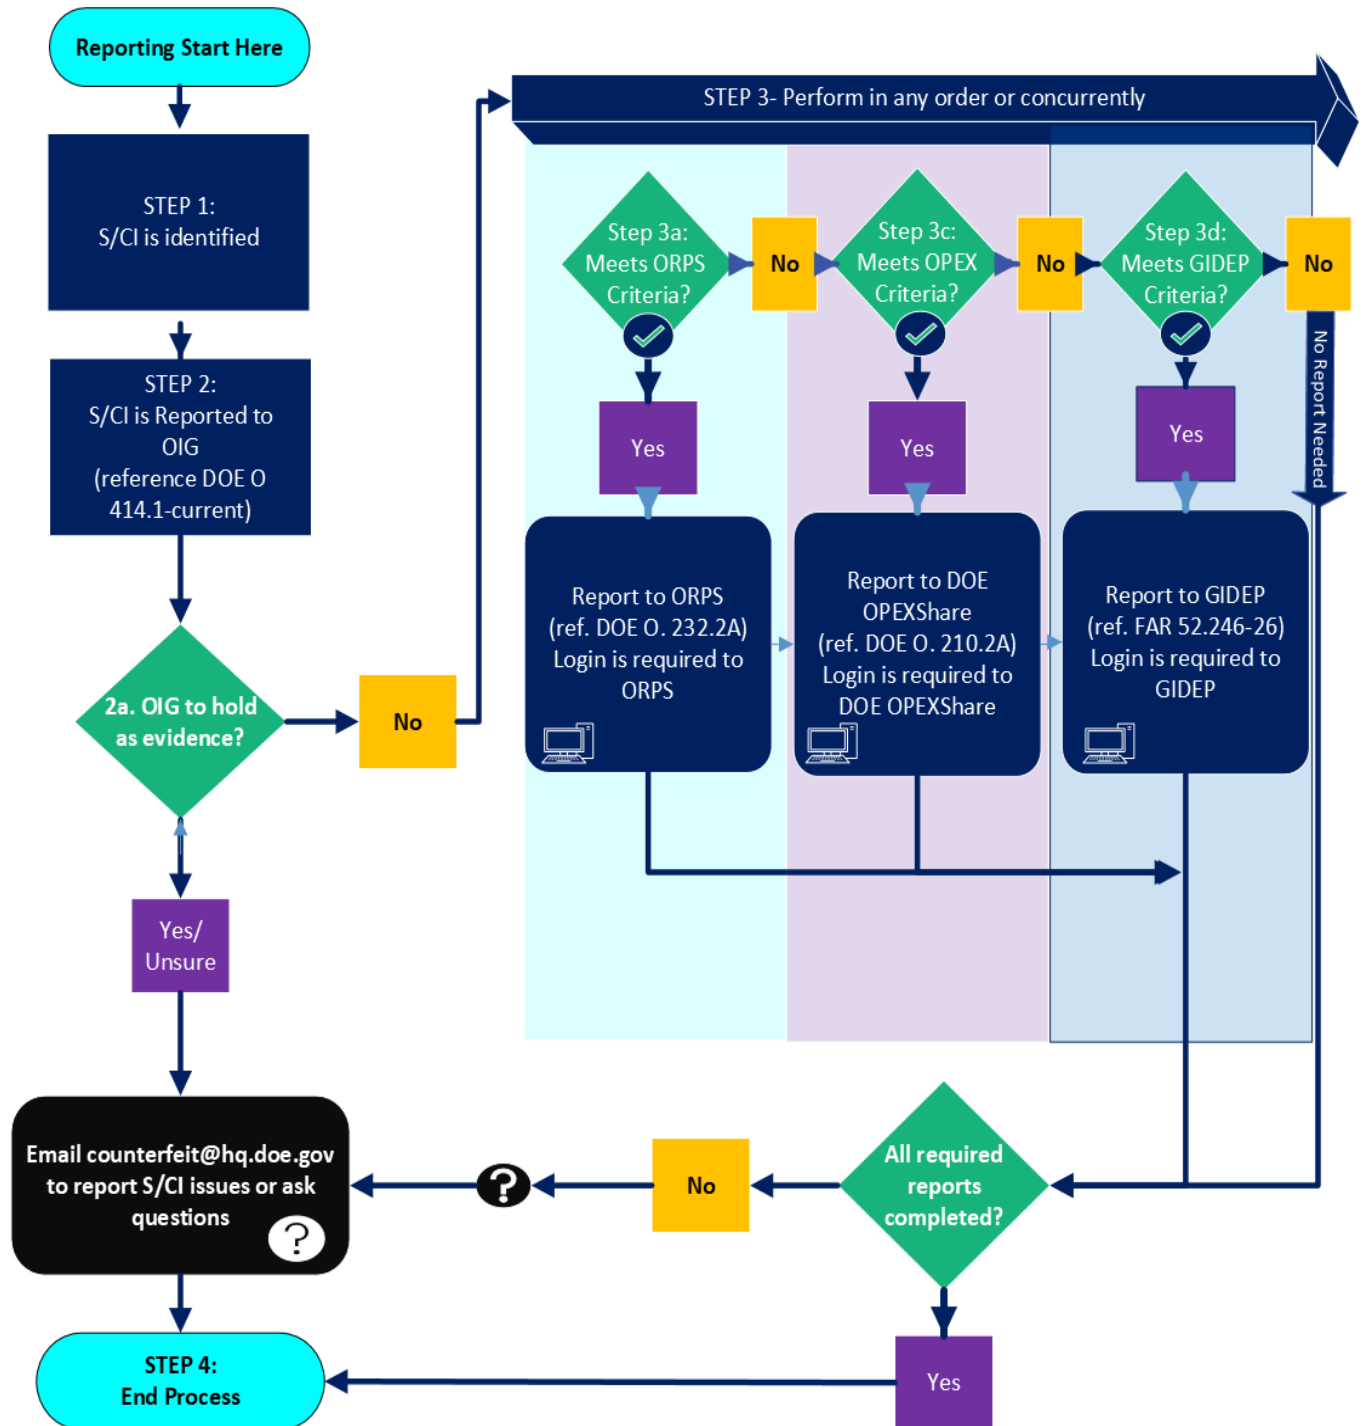 Reporting Start Here
STEP 1:
S/CI is identified
STEP 2:
S/CI is Reported to
OIG
(reference DOE O
414.1-current)
2a. OIG to hold
as evidence?
No
Yes/
Unsure
Email counterfeit@hq.doe.gov
to report S/CI issues or ask
questions
?
STEP 4:
End Process
STEP 3- Perform in any order or concurrently
Step 3a:
Meets ORPS
Criteria?
No
Step 3c:
Meets OPEX
Criteria?
No
Step 3d:
Meets GIDEP
Criteria?
No
No Report Needed
Yes
Yes
Yes
Report to ORPS
(ref. DOE O. 232.2A)
Login is required to
ORPS
Report to DOE
OPEXShare
(ref. DOE O. 210.2A)
Login is required to
DOE OPEXShare
Report to GIDEP
(ref. FAR 52.246-26)
Login is required to
GIDEP
All required
reports
completed?
No
?
Yes